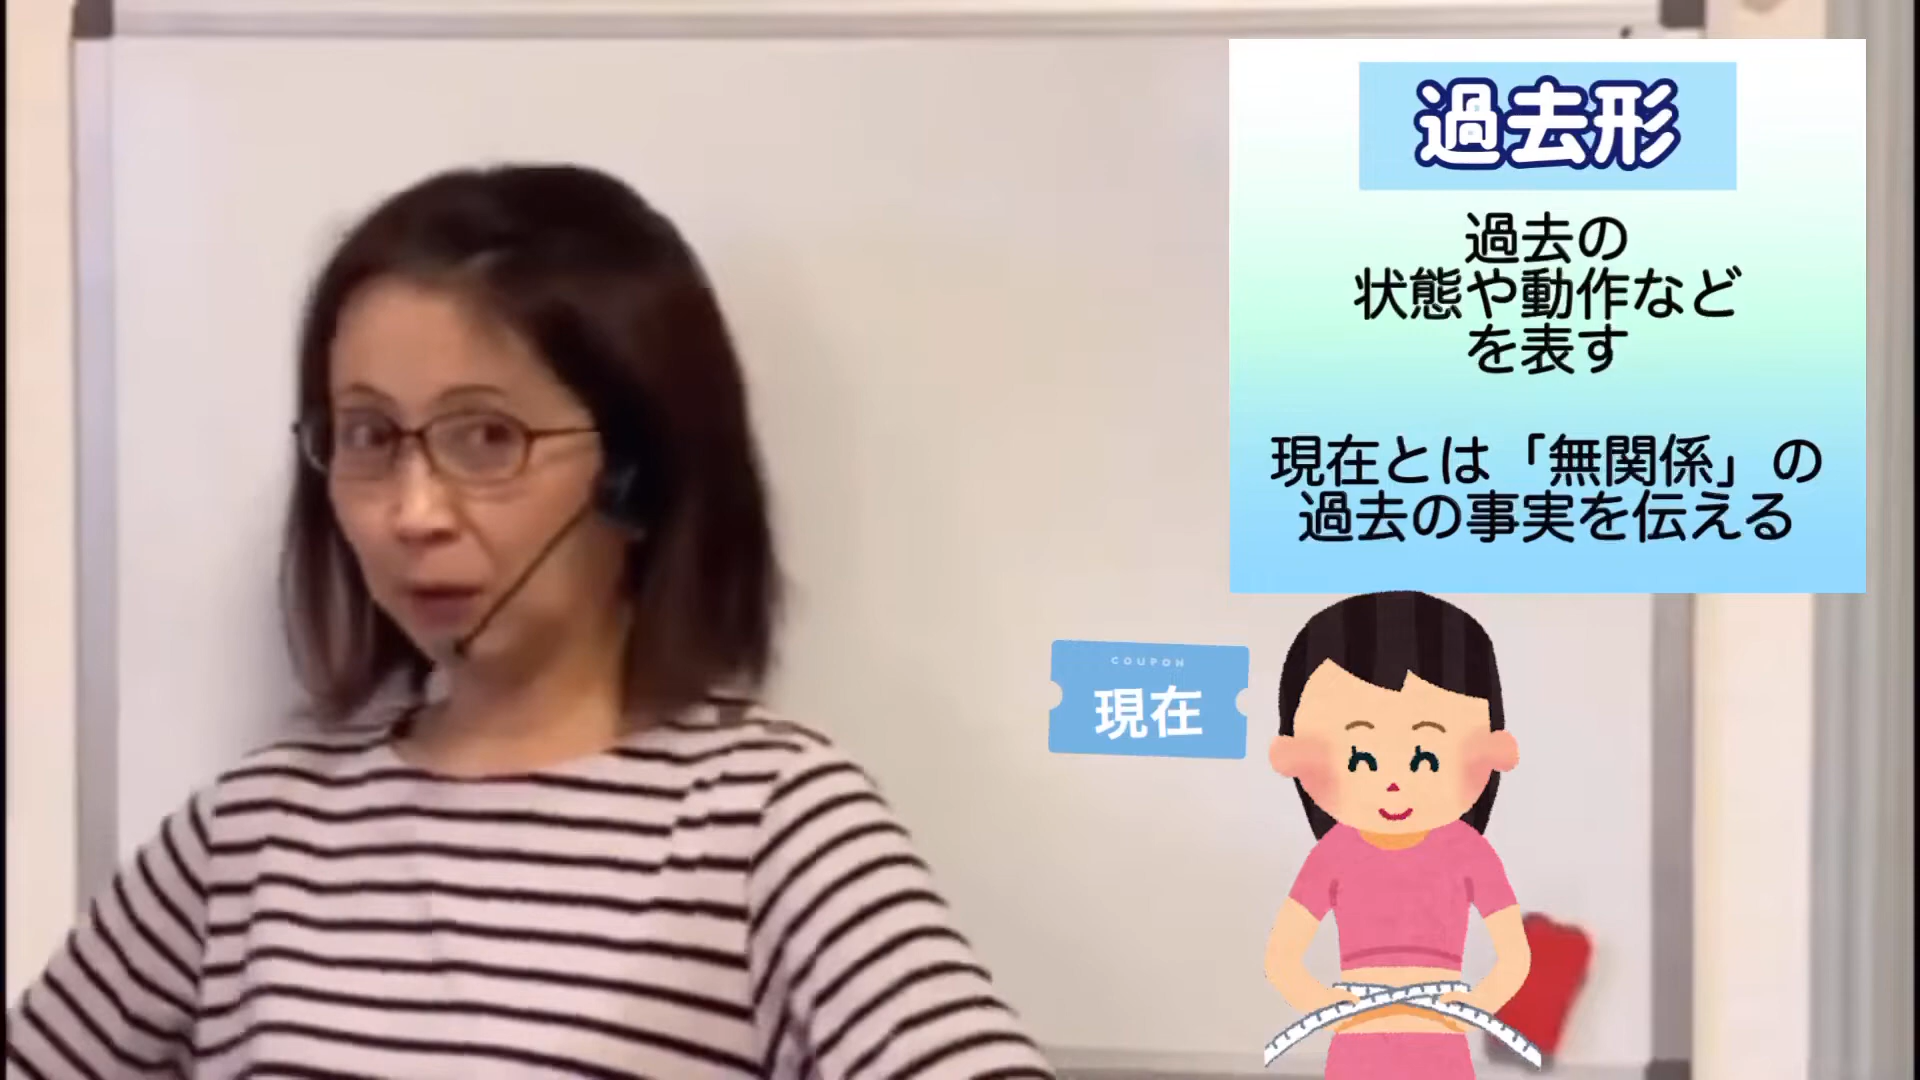 過去形
過去の
状態や動作など
を表す
現在とは「無関係」の
過去の事実を伝える
COUPON
現在